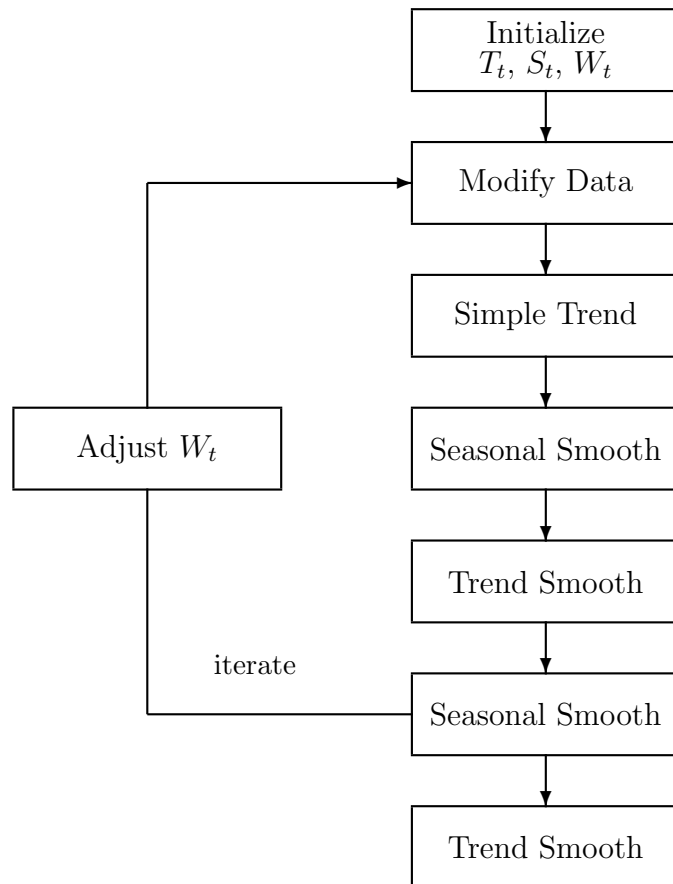 Initialize
T_t, S_t, W_t
Modify Data
Simple Trend
Adjust W_t
Seasonal Smooth
Trend Smooth
iterate
Seasonal Smooth
Trend Smooth